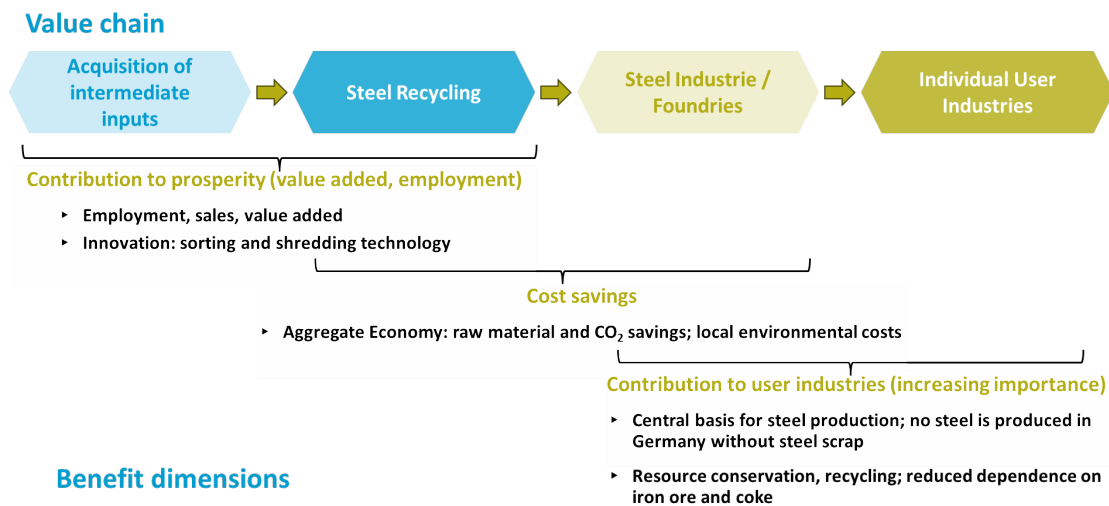 Value chain
Acquisition of
intermediate
inputs
Steel Recycling
Steel Industrie /
Foundries
Individual User
Industries
Contribution to prosperity (value added, employment)
‣ Employment, sales, value added
‣ Innovation: sorting and shredding technology
Cost savings
‣ Aggregate Economy: raw material and CO₂ savings; local environmental costs
Contribution to user industries (increasing importance)
‣ Central basis for steel production; no steel is produced in
Germany without steel scrap
‣ Resource conservation, recycling; reduced dependence on
iron ore and coke
Benefit dimensions